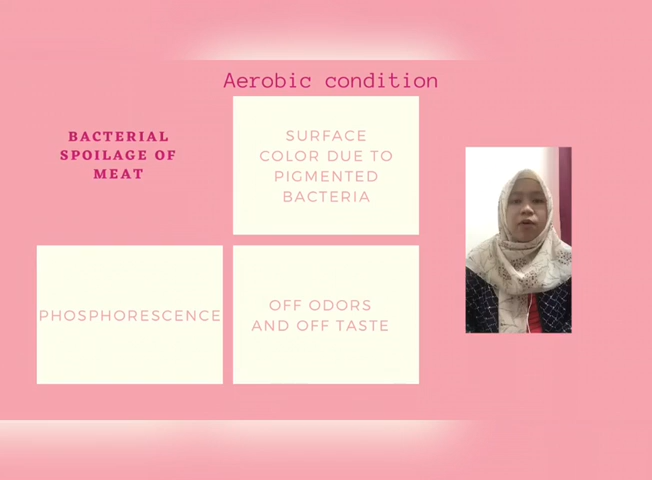 Aerobic condition
BACTERIAL
SPOILAGE OF
MEAT
SURFACE
COLOR DUE TO
PIGMENTED
BACTERIA
PHOSPHORESCENCE
OFF ODORS
AND OFF TASTE